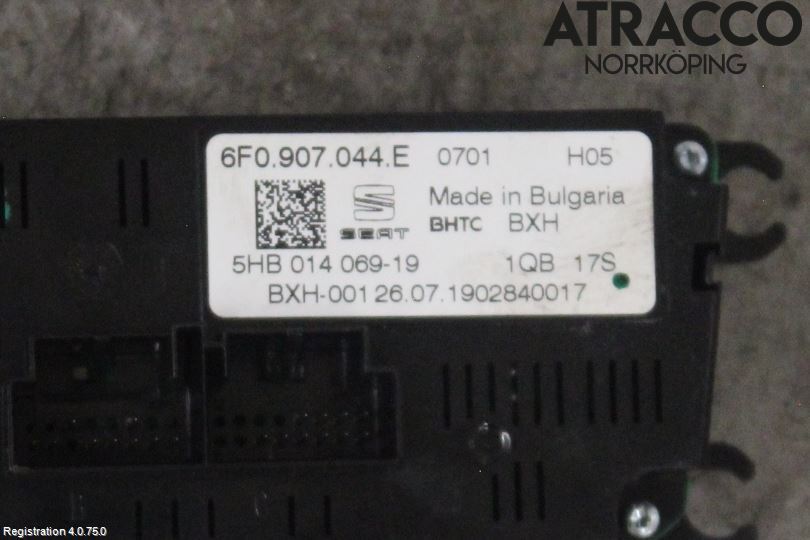 ATRACCO
NORRKÖPING
6F0.907.044.E 0701 H05
SEAT
Made in Bulgaria
BHTC BXH
5HB 014 069-19 1QB 17S
BXH-001 26.07.1902840017
Registration 4.0.75.0